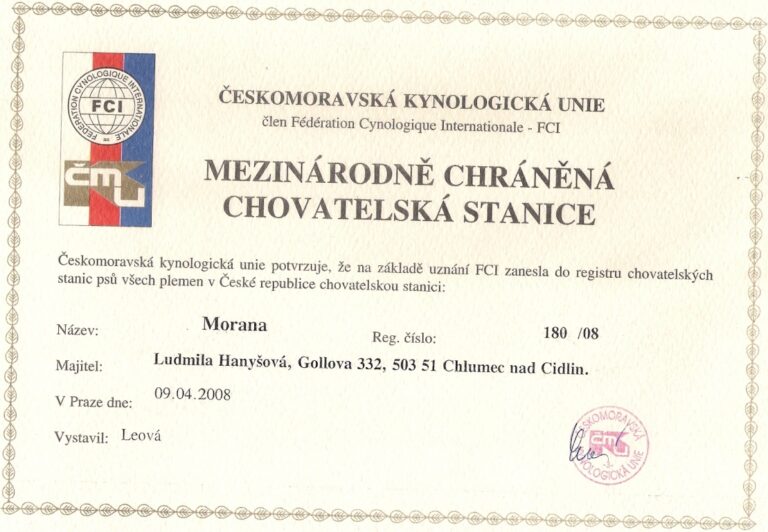 FEDERATION CYNOLOGIQUE INTERNATIONALE
FCI
čmku
ČESKOMORAVSKÁ KYNOLOGICKÁ UNIE
člen Fédération Cynologique Internationale - FCI
MEZINÁRODNĚ CHRÁNĚNÁ
CHOVATELSKÁ STANICE
Českomoravská kynologická unie potvrzuje, že na základě uznání FCI zanesla do registru chovatelských
stanic psů všech plemen v České republice chovatelskou stanici:
Název: Morana Reg. číslo: 180 /08
Majitel: Ludmila Hanyšová, Gollova 332, 503 51 Chlumec nad Cidlin.
V Praze dne: 09.04.2008
Vystavil: Leová
ČESKOMORAVSKÁ
čmku
-3-
KYNOLOGICKÁ UNIE